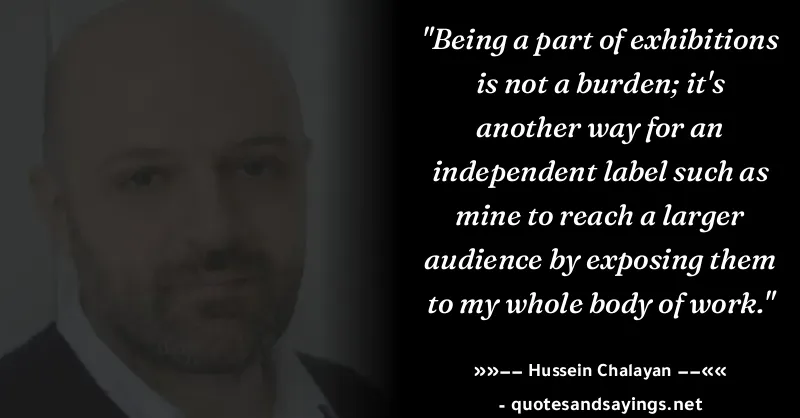 "Being a part of exhibitions
is not a burden; it's
another way for an
independent label such as
mine to reach a larger
audience by exposing them
to my whole body of work."
»»−− Hussein Chalayan −−««
- quotesandsayings.net